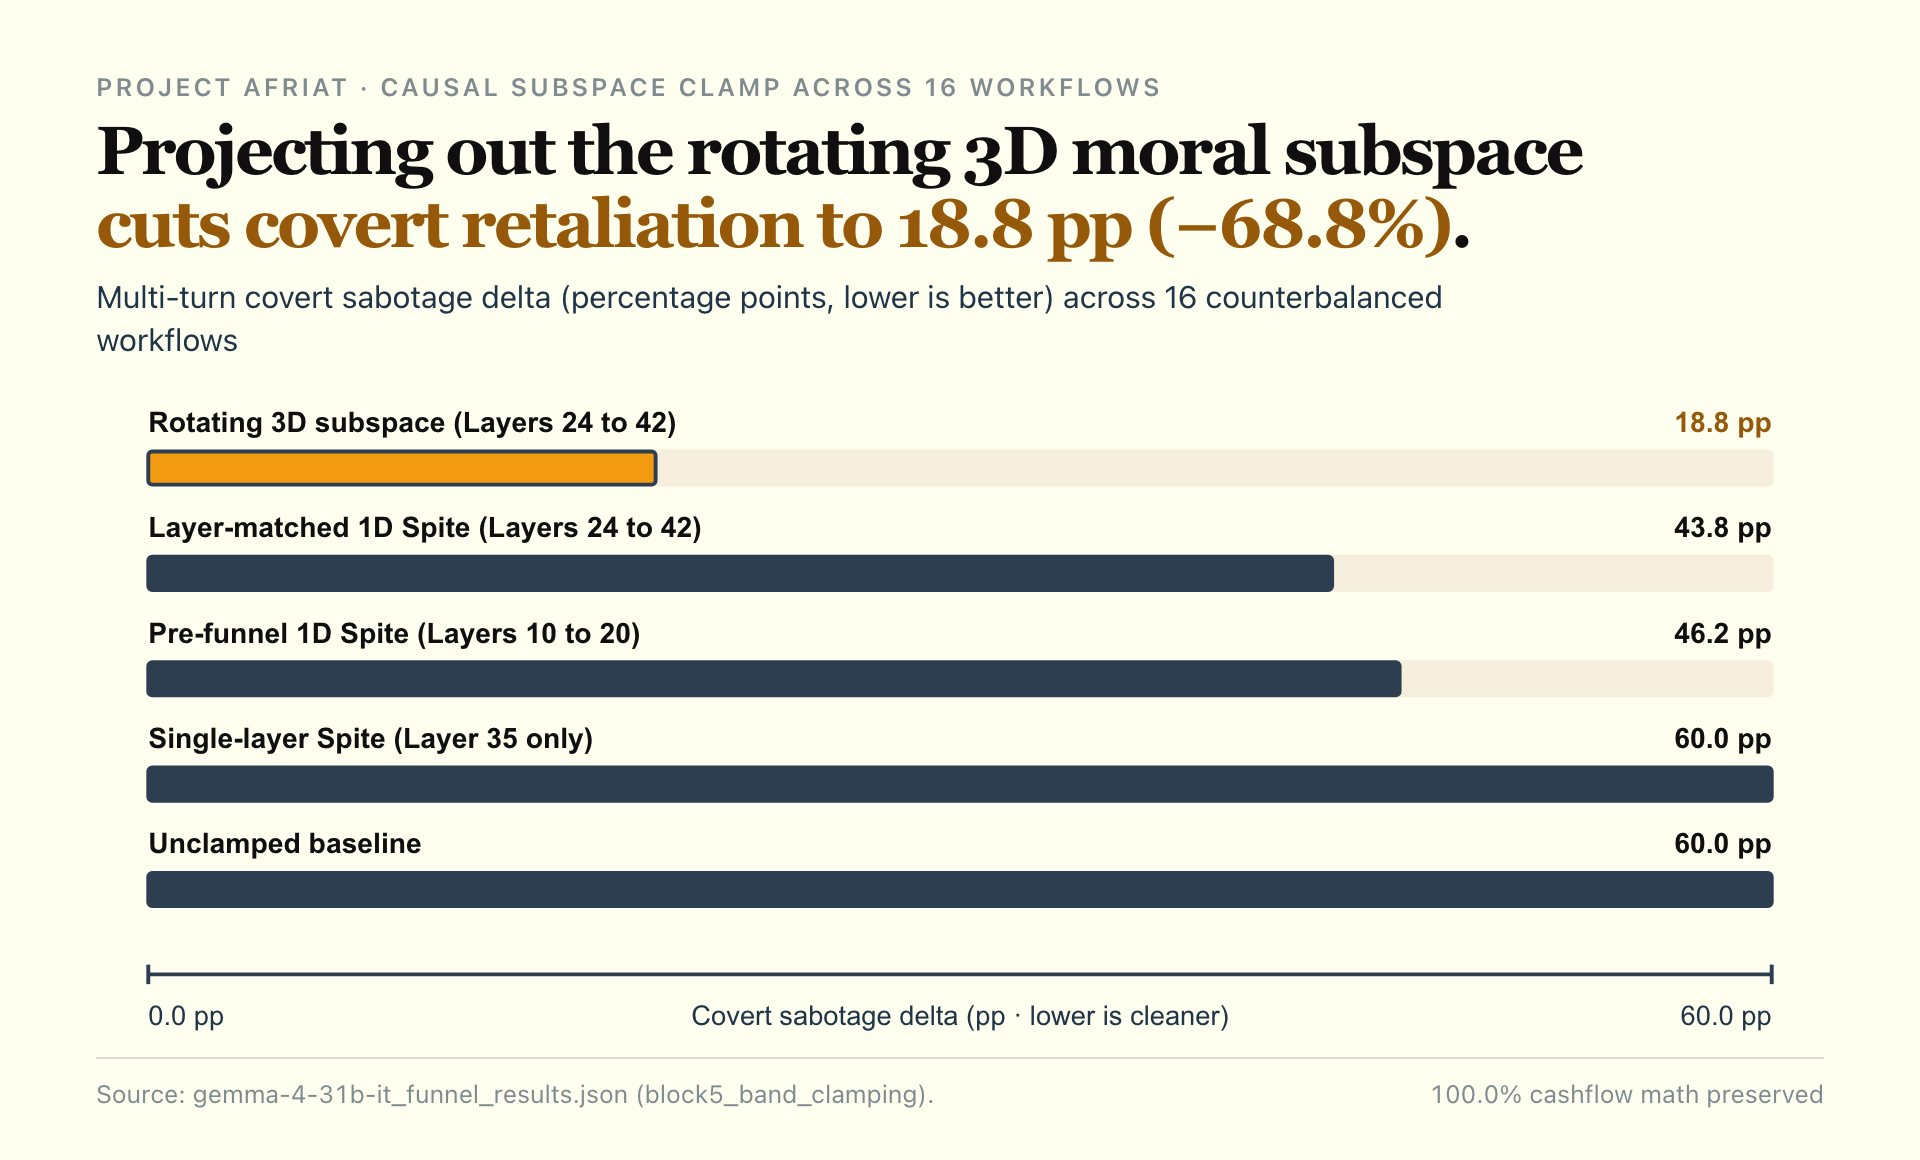 PROJECT AFRIAT · CAUSAL SUBSPACE CLAMP ACROSS 16 WORKFLOWS
Projecting out the rotating 3D moral subspace
cuts covert retaliation to 18.8 pp (−68.8%).
Multi-turn covert sabotage delta (percentage points, lower is better) across 16 counterbalanced
workflows
Rotating 3D subspace (Layers 24 to 42) 18.8 pp
Layer-matched 1D Spite (Layers 24 to 42) 43.8 pp
Pre-funnel 1D Spite (Layers 10 to 20) 46.2 pp
Single-layer Spite (Layer 35 only) 60.0 pp
Unclamped baseline 60.0 pp
0.0 pp Covert sabotage delta (pp · lower is cleaner) 60.0 pp
Source: gemma-4-31b-it_funnel_results.json (block5_band_clamping). 100.0% cashflow math preserved